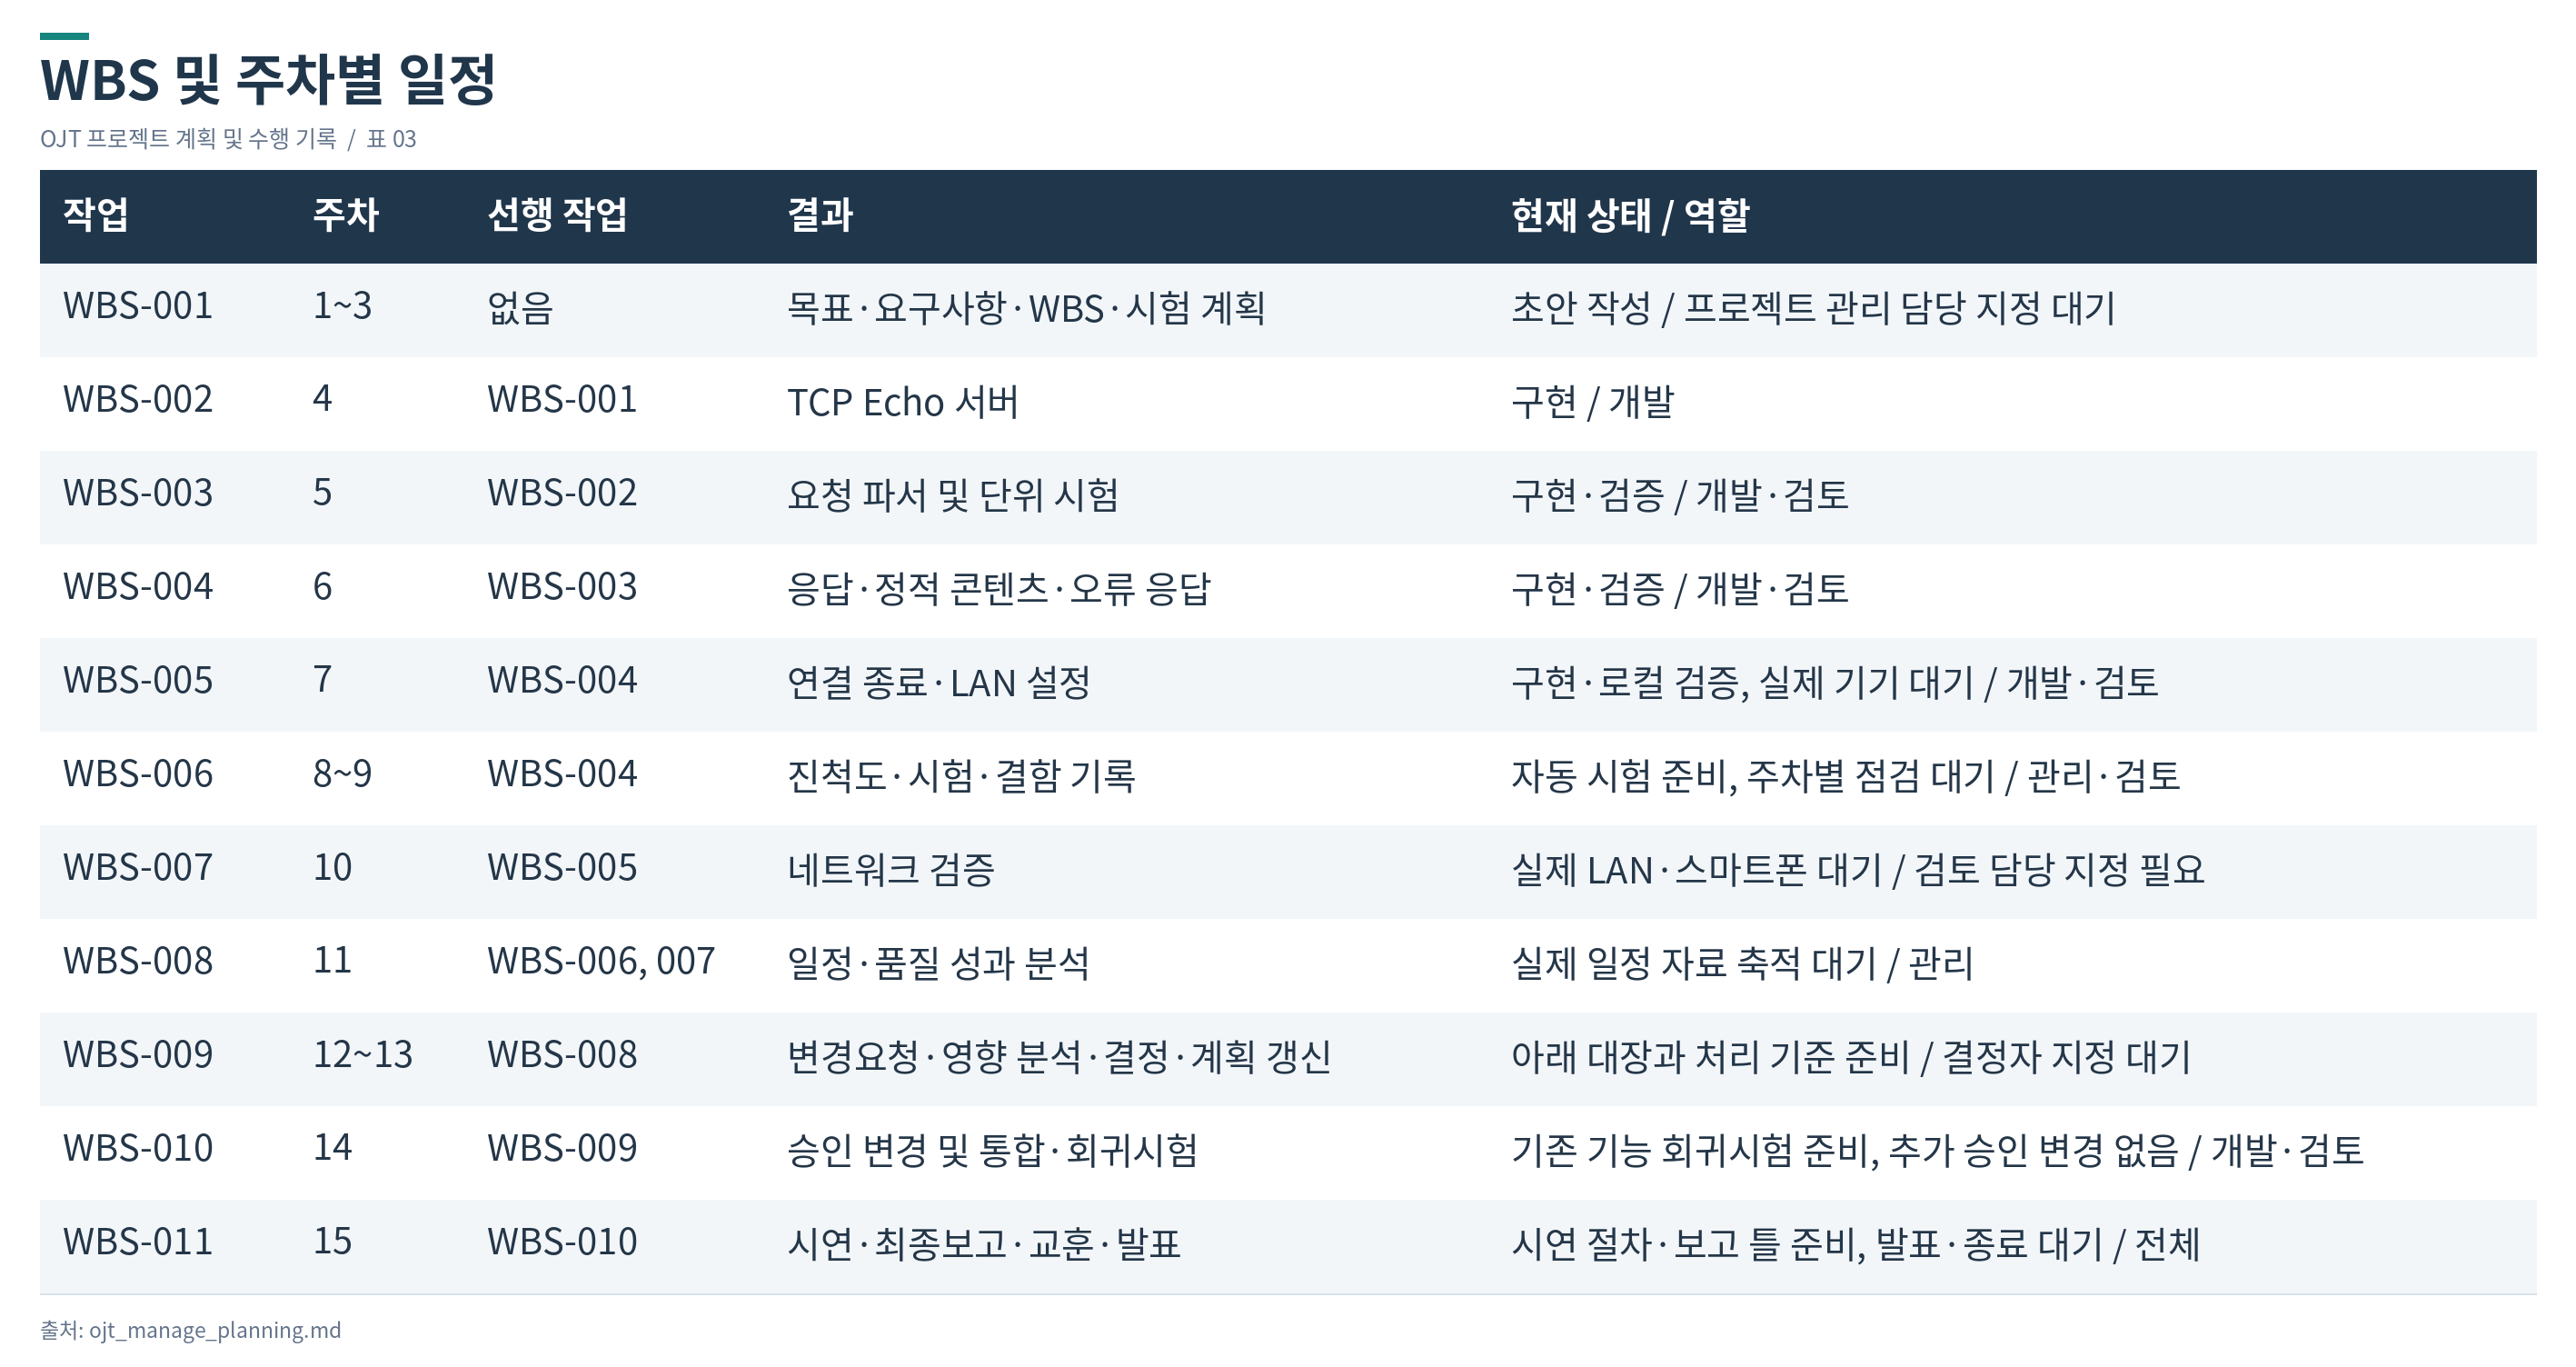 WBS 및 주차별 일정
OJT 프로젝트 계획 및 수행 기록 / 표 03
작업 주차 선행 작업 결과 현재 상태 / 역할
WBS-001 1~3 없음 목표·요구사항·WBS·시험 계획 초안 작성 / 프로젝트 관리 담당 지정 대기
WBS-002 4 WBS-001 TCP Echo 서버 구현 / 개발
WBS-003 5 WBS-002 요청 파서 및 단위 시험 구현·검증 / 개발·검토
WBS-004 6 WBS-003 응답·정적 콘텐츠·오류 응답 구현·검증 / 개발·검토
WBS-005 7 WBS-004 연결 종료·LAN 설정 구현·로컬 검증, 실제 기기 대기 / 개발·검토
WBS-006 8~9 WBS-004 진척도·시험·결함 기록 자동 시험 준비, 주차별 점검 대기 / 관리·검토
WBS-007 10 WBS-005 네트워크 검증 실제 LAN·스마트폰 대기 / 검토 담당 지정 필요
WBS-008 11 WBS-006, 007 일정·품질 성과 분석 실제 일정 자료 축적 대기 / 관리
WBS-009 12~13 WBS-008 변경요청·영향 분석·결정·계획 갱신 아래 대장과 처리 기준 준비 / 결정자 지정 대기
WBS-010 14 WBS-009 승인 변경 및 통합·회귀시험 기존 기능 회귀시험 준비, 추가 승인 변경 없음 / 개발·검토
WBS-011 15 WBS-010 시연·최종보고·교훈·발표 시연 절차·보고 틀 준비, 발표·종료 대기 / 전체
출처: ojt_manage_planning.md